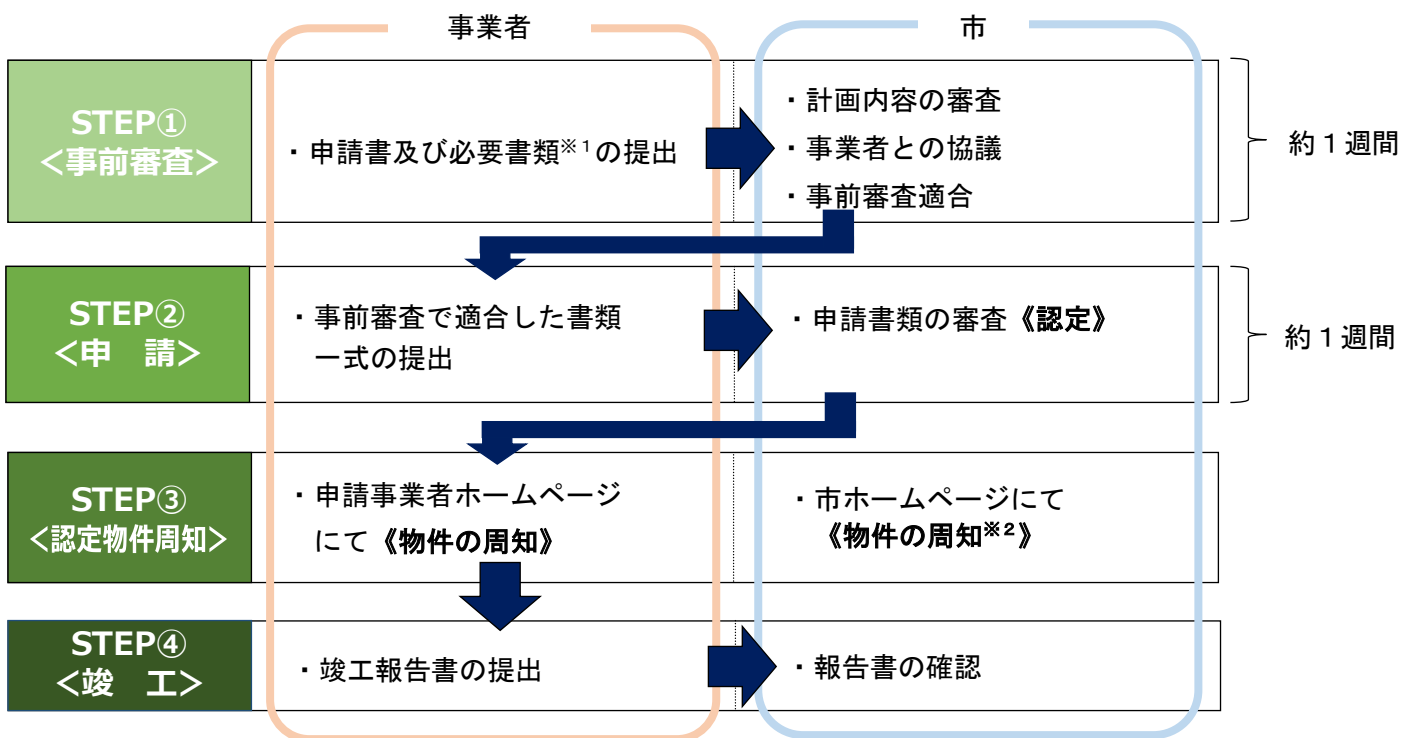 事業者
市
STEP①
<事前審査>
・申請書及び必要書類※1の提出
・計画内容の審査
・事業者との協議
・事前審査適合
約1週間
STEP②
<申　請>
・事前審査で適合した書類
一式の提出
・申請書類の審査《認定》
約1週間
STEP③
<認定物件周知>
・申請事業者ホームページ
にて《物件の周知》
・市ホームページにて
《物件の周知※2》
STEP④
<竣　工>
・竣工報告書の提出
・報告書の確認